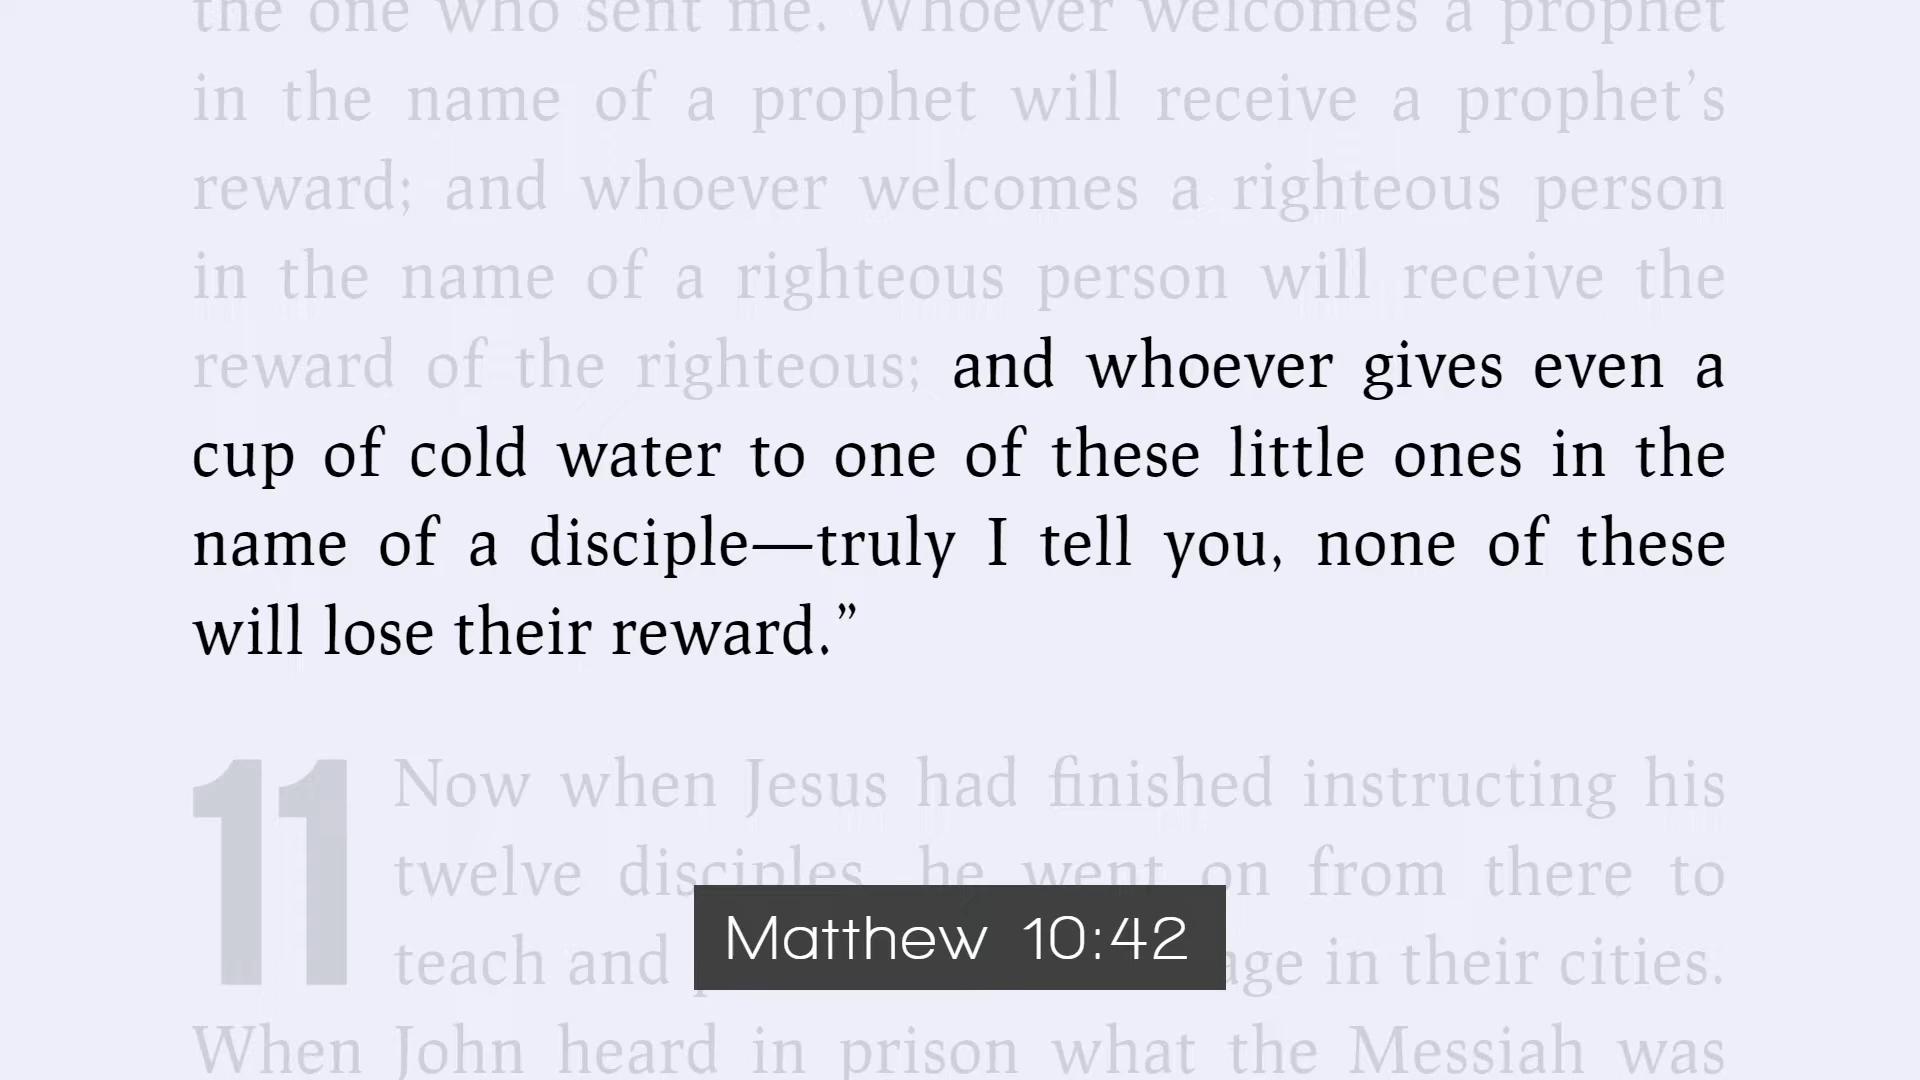 the one who sent me. Whoever welcomes a prophet
in the name of a prophet will receive a prophet’s
reward; and whoever welcomes a righteous person
in the name of a righteous person will receive the
reward of the righteous; and whoever gives even a
cup of cold water to one of these little ones in the
name of a disciple—truly I tell you, none of these
will lose their reward.”
11 Now when Jesus had finished instructing his
twelve disciples, he went on from there to
teach and age in their cities.
Matthew 10:42
When John heard in prison what the Messiah was